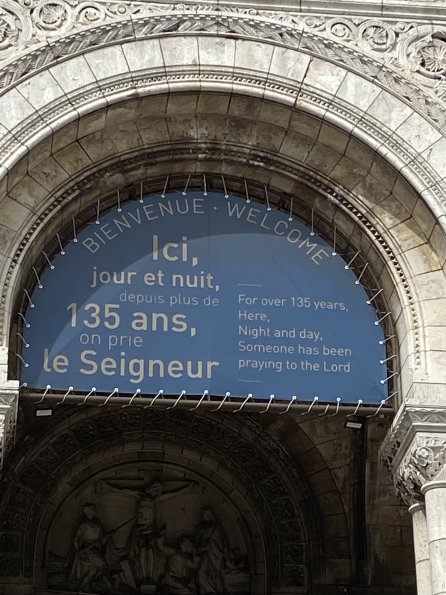 BIENVENUE - WELCOME
Ici,
jour et nuit,
depuis plus de
135 ans,
on prie
le Seigneur
For over 135 years,
Here,
Night and day,
Someone has been
praying to the Lord